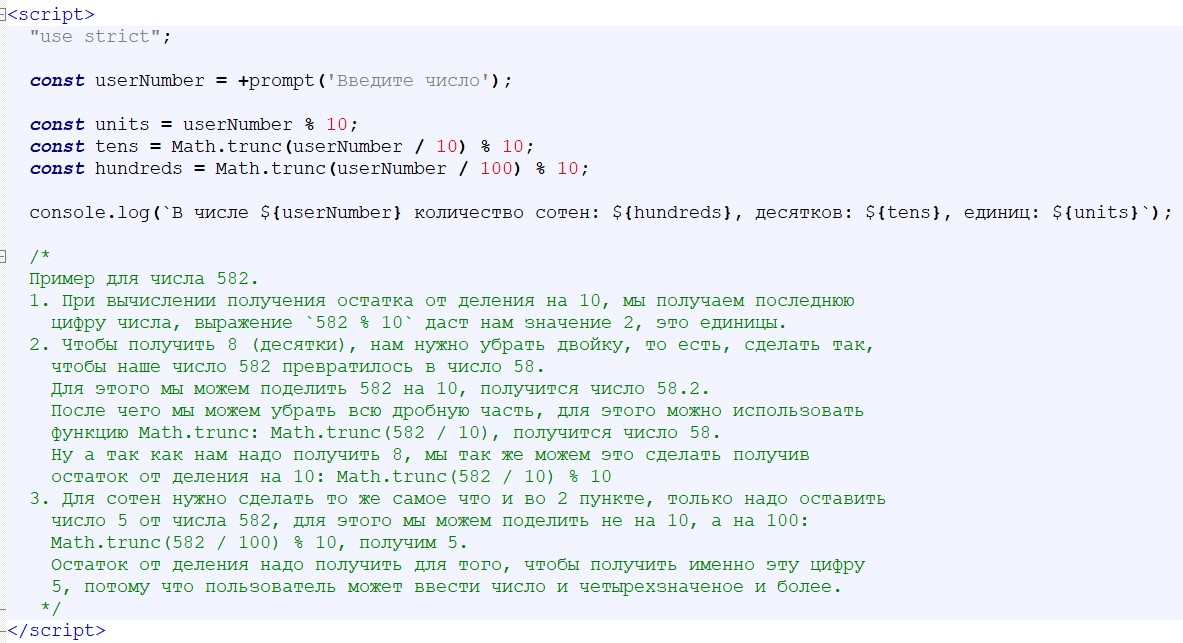 <script>
"use strict";
const userNumber = +prompt('Введите число');
const units = userNumber % 10;
const tens = Math.trunc(userNumber / 10) % 10;
const hundreds = Math.trunc(userNumber / 100) % 10;
console.log(`В числе ${userNumber} количество сотен: ${hundreds}, десятков: ${tens}, единиц: ${units}`);
/*
Пример для числа 582.
1. При вычислении получения остатка от деления на 10, мы получаем последнюю
цифру числа, выражение `582 % 10` даст нам значение 2, это единицы.
2. Чтобы получить 8 (десятки), нам нужно убрать двойку, то есть, сделать так,
чтобы наше число 582 превратилось в число 58.
Для этого мы можем поделить 582 на 10, получится число 58.2.
После чего мы можем убрать всю дробную часть, для этого можно использовать
функцию Math.trunc: Math.trunc(582 / 10), получится число 58.
Ну а так как нам надо получить 8, мы так же можем это сделать получив
остаток от деления на 10: Math.trunc(582 / 10) % 10
3. Для сотен нужно сделать то же самое что и во 2 пункте, только надо оставить
число 5 от числа 582, для этого мы можем поделить не на 10, а на 100:
Math.trunc(582 / 100) % 10, получим 5.
Остаток от деления надо получить для того, чтобы получить именно эту цифру
5, потому что пользователь может ввести число и четырехзначеное и более.
*/
</script>